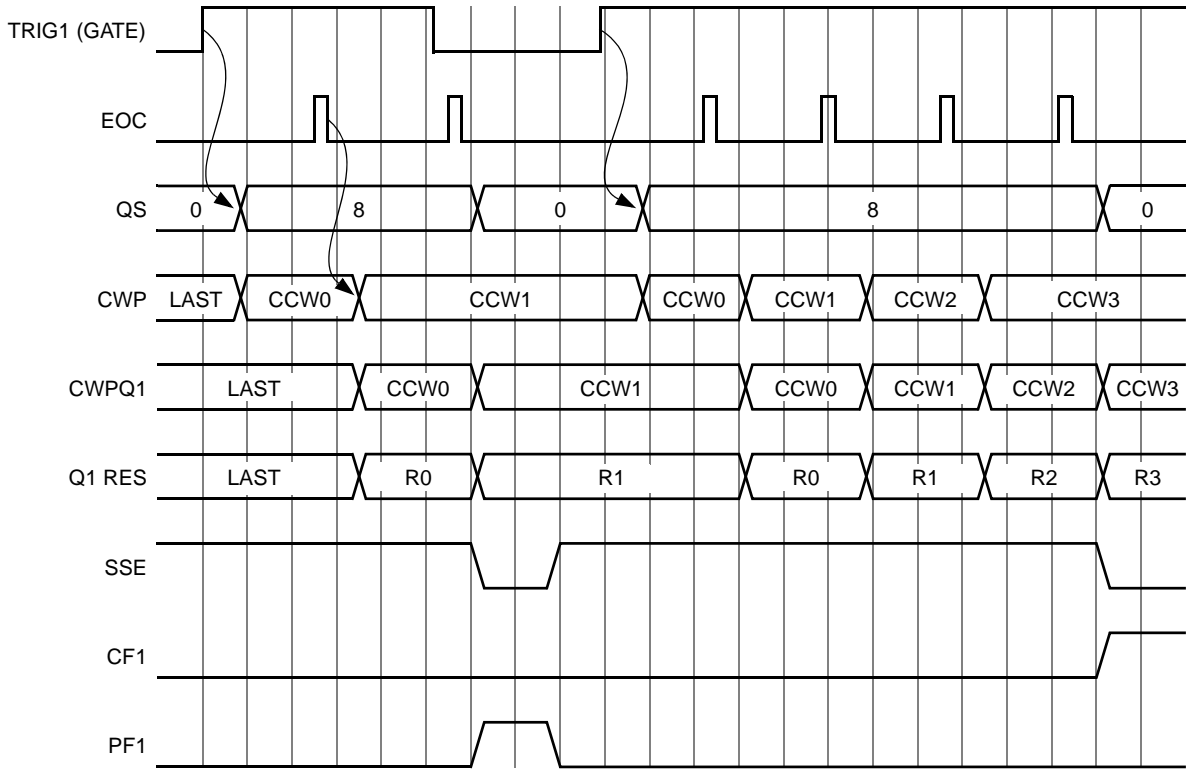 TRIG1 (GATE)
EOC
QS 0 8 0 8 0
CWP LAST CCW0 CCW1 CCW0 CCW1 CCW2 CCW3
CWPQ1 LAST CCW0 CCW1 CCW0 CCW1 CCW2 CCW3
Q1 RES LAST R0 R1 R0 R1 R2 R3
SSE
CF1
PF1